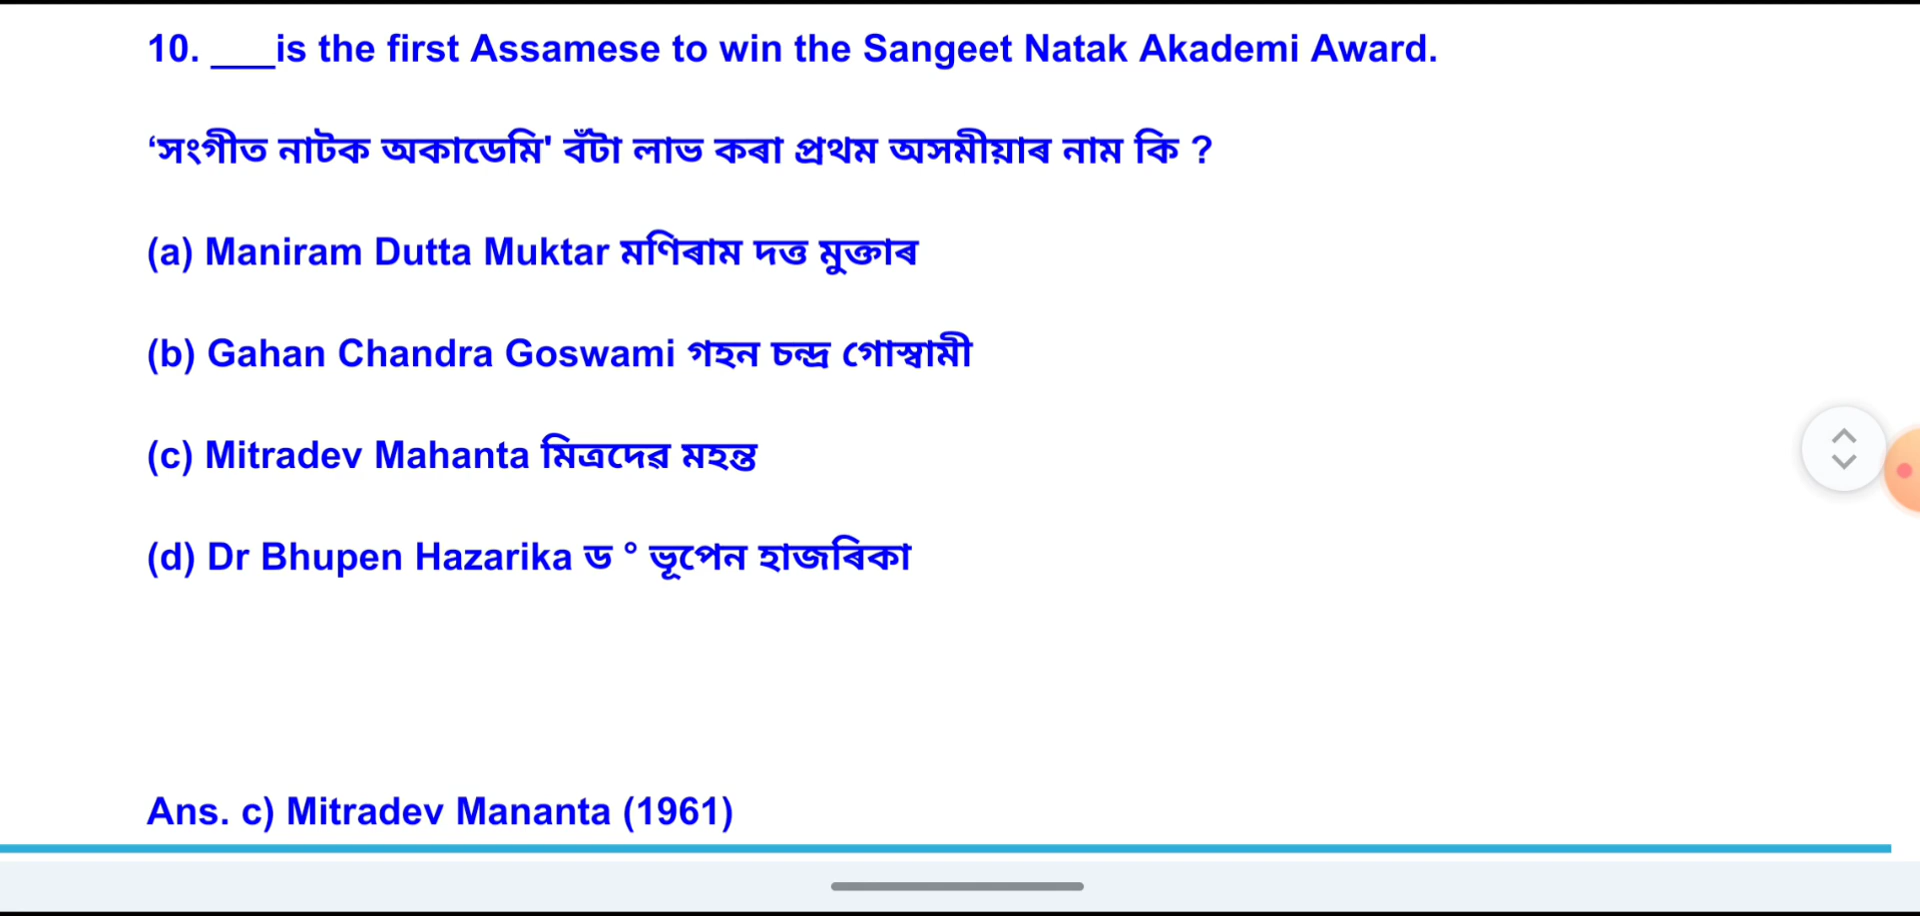 10. ___is the first Assamese to win the Sangeet Natak Akademi Award.
‘সংগীত নাটক অকাডেমি' বঁটা লাভ কৰা প্ৰথম অসমীয়াৰ নাম কি ?
(a) Maniram Dutta Muktar মণিৰাম দত্ত মুক্তাৰ
(b) Gahan Chandra Goswami গহন চন্দ্ৰ গোস্বামী
(c) Mitradev Mahanta মিত্ৰদেৱ মহন্ত
(d) Dr Bhupen Hazarika ড ° ভূপেন হাজৰিকা
Ans. c) Mitradev Mananta (1961)